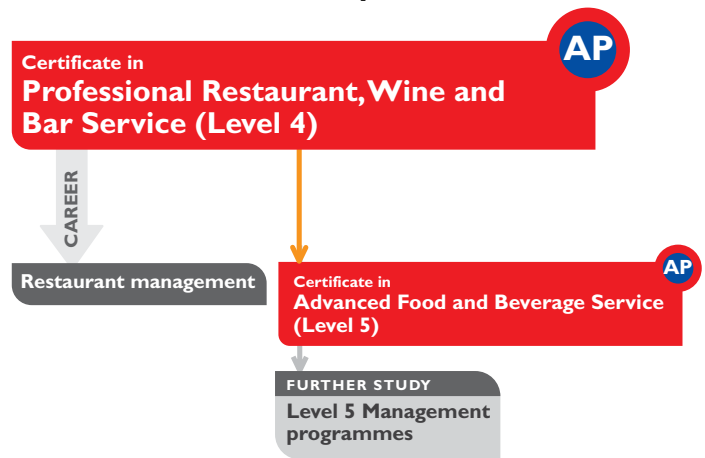 AP
Certificate in
Professional Restaurant, Wine and
Bar Service (Level 4)
CAREER
Restaurant management
AP
Certificate in
Advanced Food and Beverage Service
(Level 5)
FURTHER STUDY
Level 5 Management
programmes